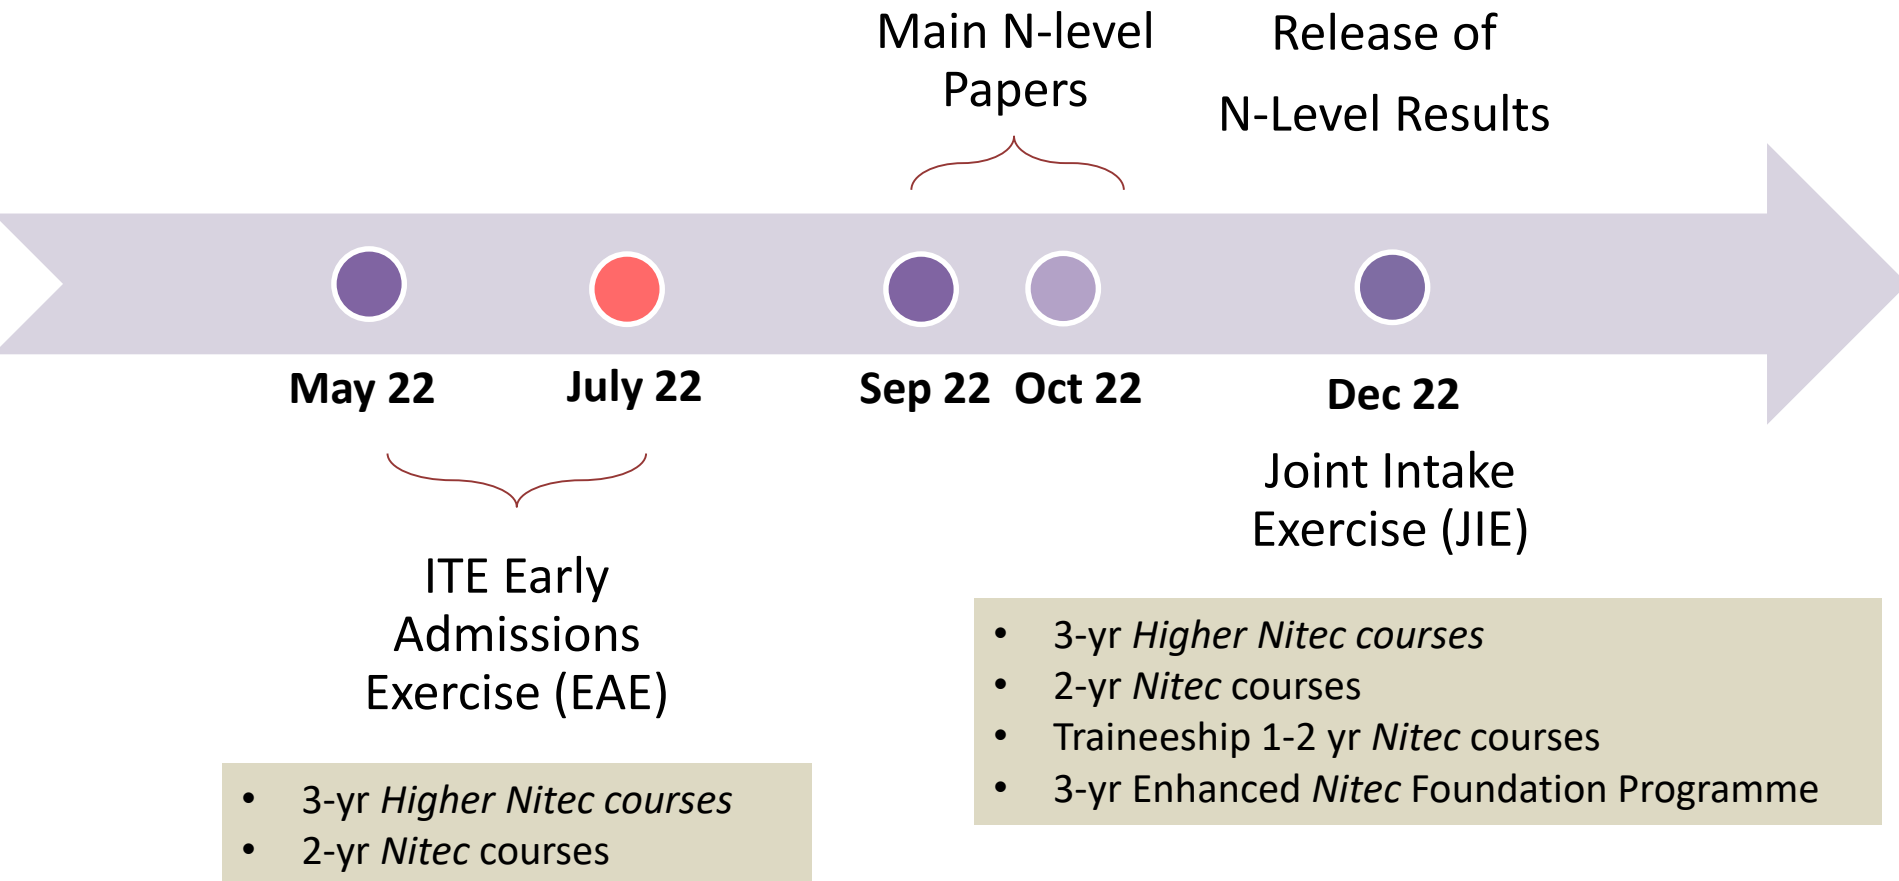 Main N-level
Papers
Release of
N-Level Results
May 22
July 22
Sep 22
Oct 22
Dec 22
ITE Early
Admissions
Exercise (EAE)
• 3-yr Higher Nitec courses
• 2-yr Nitec courses
Joint Intake
Exercise (JIE)
• 3-yr Higher Nitec courses
• 2-yr Nitec courses
• Traineeship 1-2 yr Nitec courses
• 3-yr Enhanced Nitec Foundation Programme